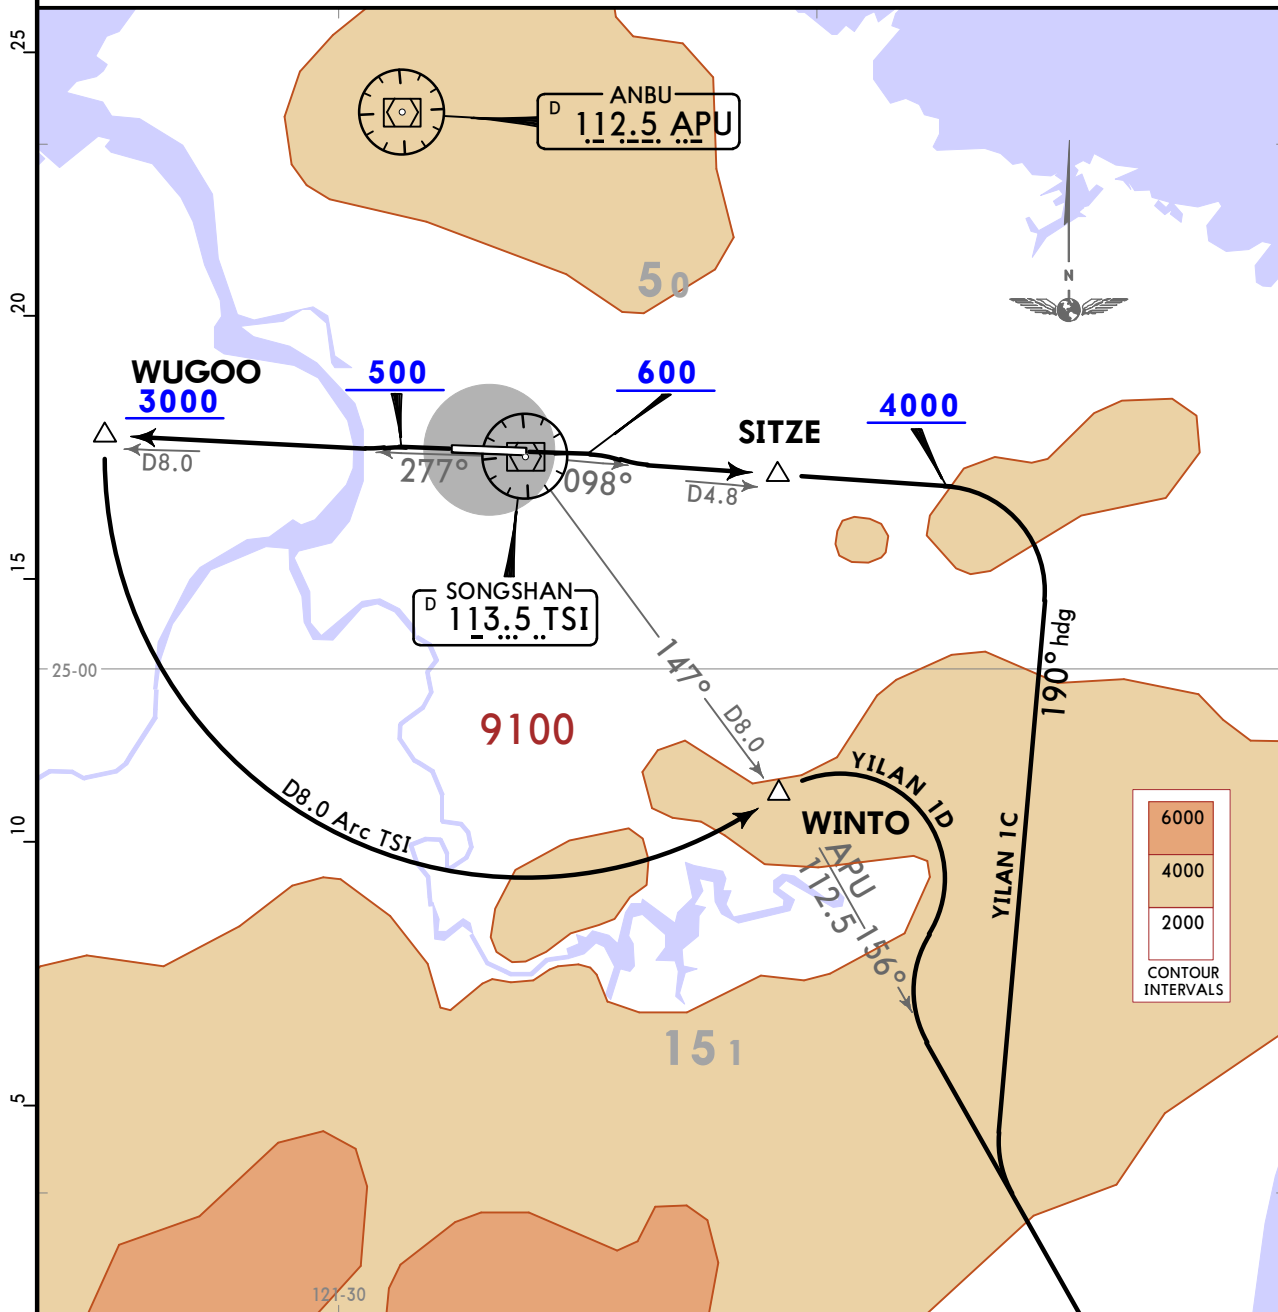 25
ANBU
D 112.5 APU
N
50
20
WUGOO
3000
500
600
SITZE
4000
D8.0
277°
098°
D4.8
15
SONGSHAN
D 113.5 TSI
190° hdg
25-00
147° D8.0
9100
YILAN 1D
WINTO
D8.0 Arc TSI
10
APU
112.5
156°
YILAN 1C
6000
4000
2000
CONTOUR
INTERVALS
151
5
121-30